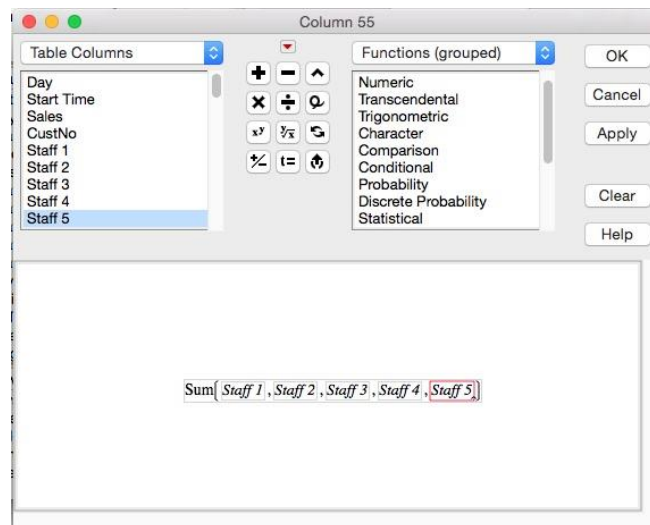 Column 55
Table Columns
Day
Start Time
Sales
CustNo
Staff 1
Staff 2
Staff 3
Staff 4
Staff 5
x^y
y√x
+/−
t=
Functions (grouped)
Numeric
Transcendental
Trigonometric
Character
Comparison
Conditional
Probability
Discrete Probability
Statistical
OK
Cancel
Apply
Clear
Help
Sum( Staff 1 , Staff 2 , Staff 3 , Staff 4 , Staff 5 )